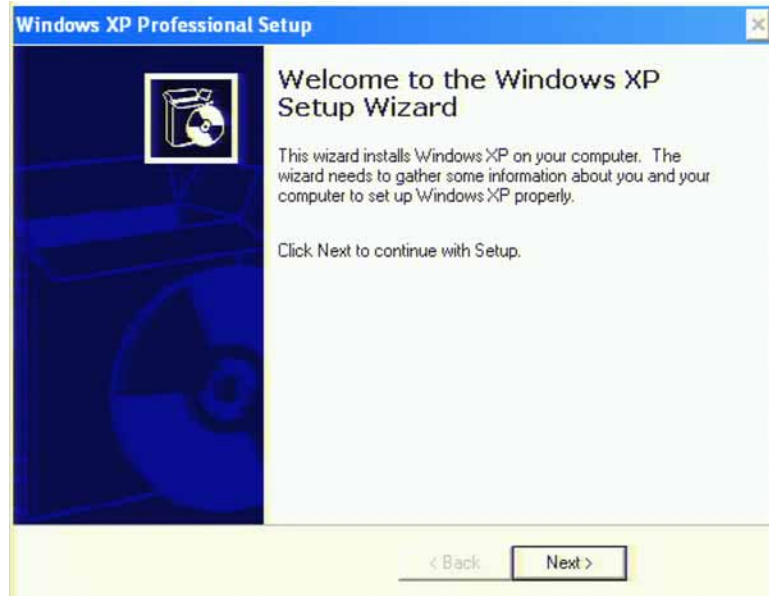 Windows XP Professional Setup
Welcome to the Windows XP
Setup Wizard
This wizard installs Windows XP on your computer. The
wizard needs to gather some information about you and your
computer to set up Windows XP properly.
Click Next to continue with Setup.
< Back
Next >